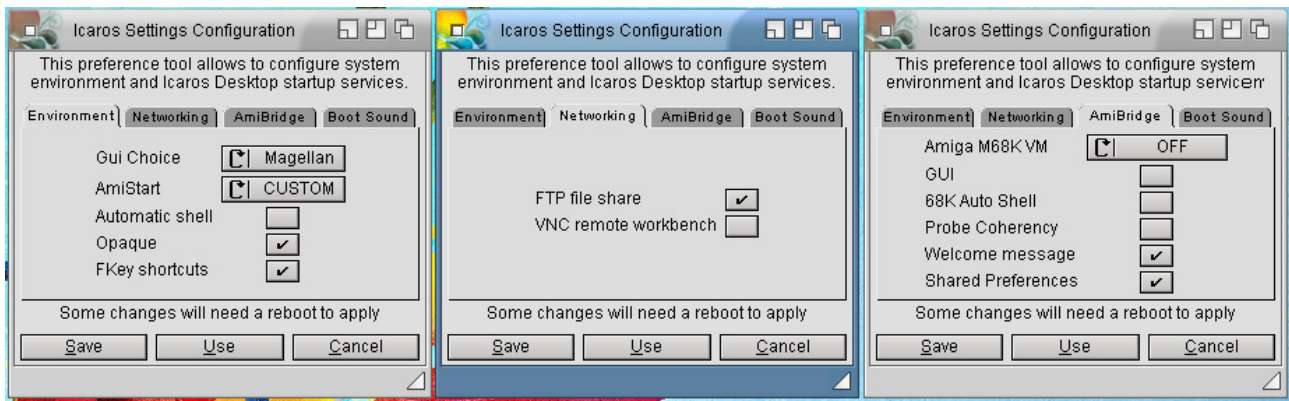 Icaros Settings Configuration
This preference tool allows to configure system
environment and Icaros Desktop startup services.
Environment Networking AmiBridge Boot Sound
Gui Choice Magellan
AmiStart CUSTOM
Automatic shell
Opaque
FKey shortcuts
Some changes will need a reboot to apply
Save Use Cancel
Icaros Settings Configuration
This preference tool allows to configure system
environment and Icaros Desktop startup services.
Environment Networking AmiBridge Boot Sound
FTP file share
VNC remote workbench
Some changes will need a reboot to apply
Save Use Cancel
Icaros Settings Configuration
This preference tool allows to configure system
environment and Icaros Desktop startup servicem
Environment Networking AmiBridge Boot Sound
Amiga M68K VM OFF
GUI
68K Auto Shell
Probe Coherency
Welcome message
Shared Preferences
Some changes will need a reboot to apply
Save Use Cancel